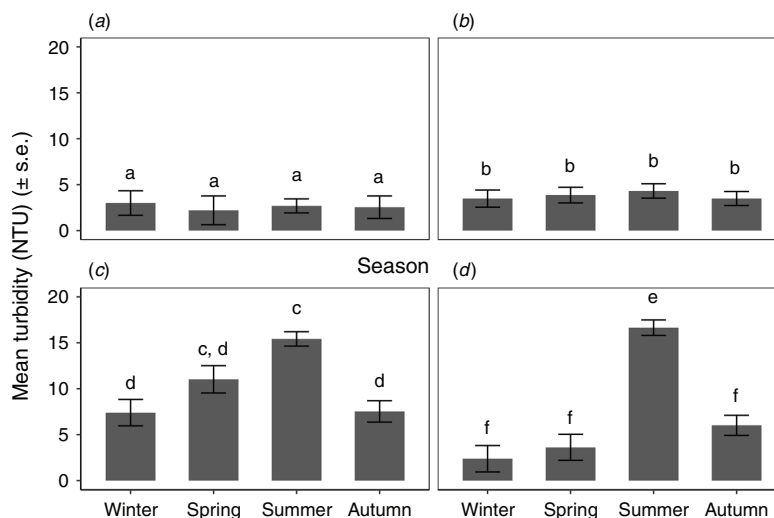 (a) (b)
Mean turbidity (NTU) (± s.e.)
20
15
10
5
0
a a a a
b b b b
Season
(c) (d)
20
15
10
5
0
d c, d c d
f f e f
Winter Spring Summer Autumn Winter Spring Summer Autumn